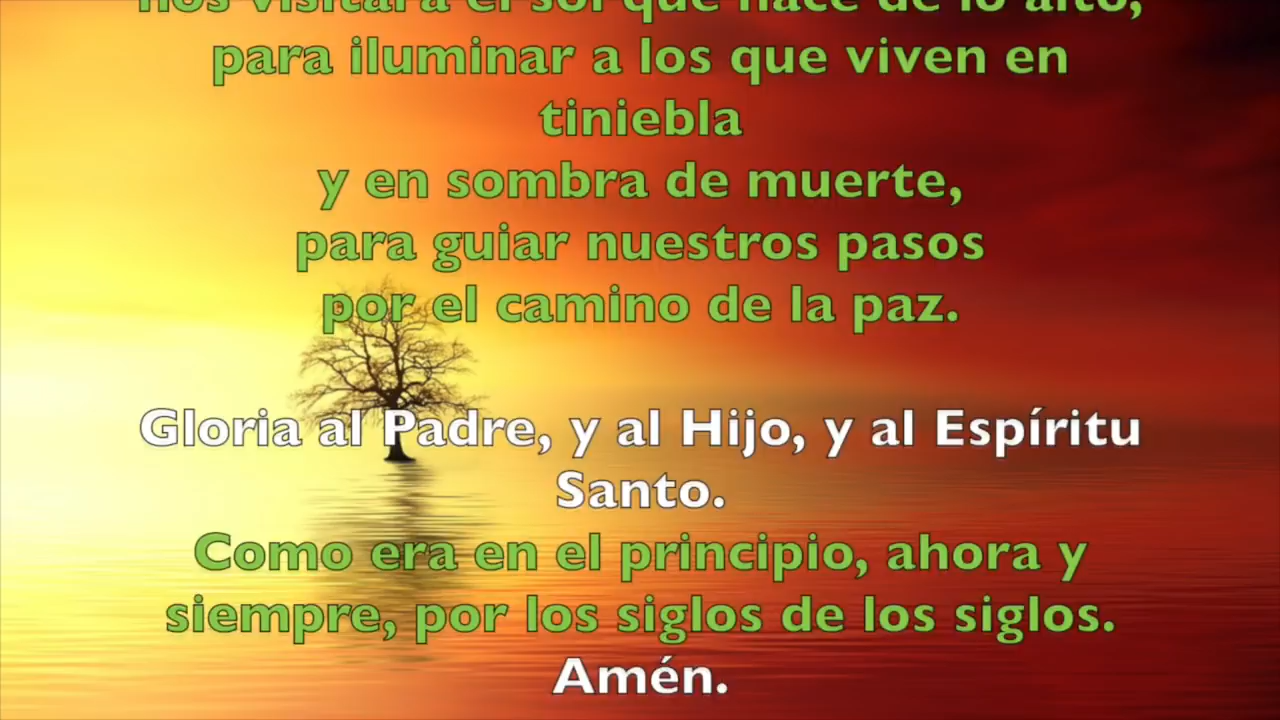 nos visitará el sol que nace de lo alto,
para iluminar a los que viven en
tiniebla
y en sombra de muerte,
para guiar nuestros pasos
por el camino de la paz.
Gloria al Padre, y al Hijo, y al Espíritu
Santo.
Como era en el principio, ahora y
siempre, por los siglos de los siglos.
Amén.